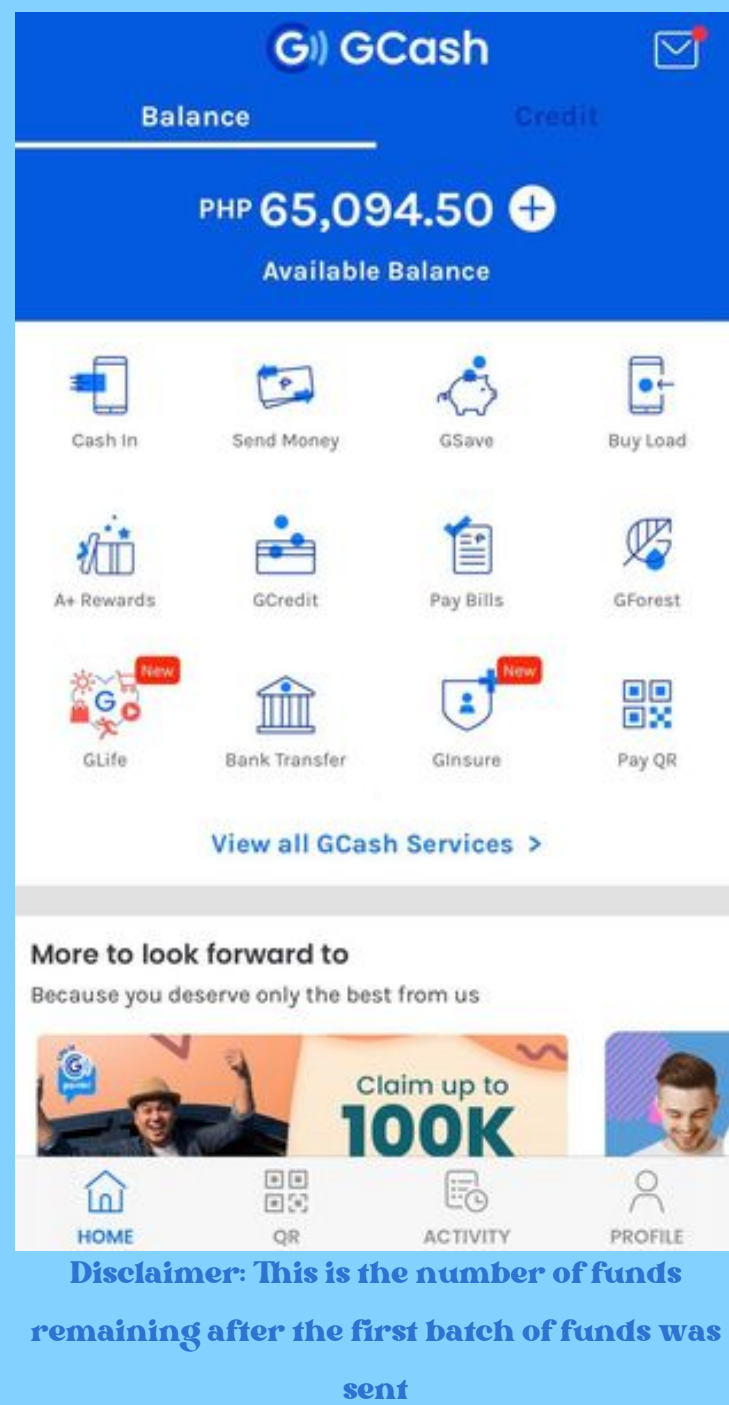 G GCash
Balance Credit
PHP 65,094.50 +
Available Balance
Cash In Send Money GSave Buy Load
A+ Rewards GCredit Pay Bills GForest
New New
G
GLife Bank Transfer GInsure Pay QR
View all GCash Services >
More to look forward to
Because you deserve only the best from us
G
Claim up to
100K
HOME QR ACTIVITY PROFILE
Disclaimer: This is the number of funds
remaining after the first batch of funds was
sent